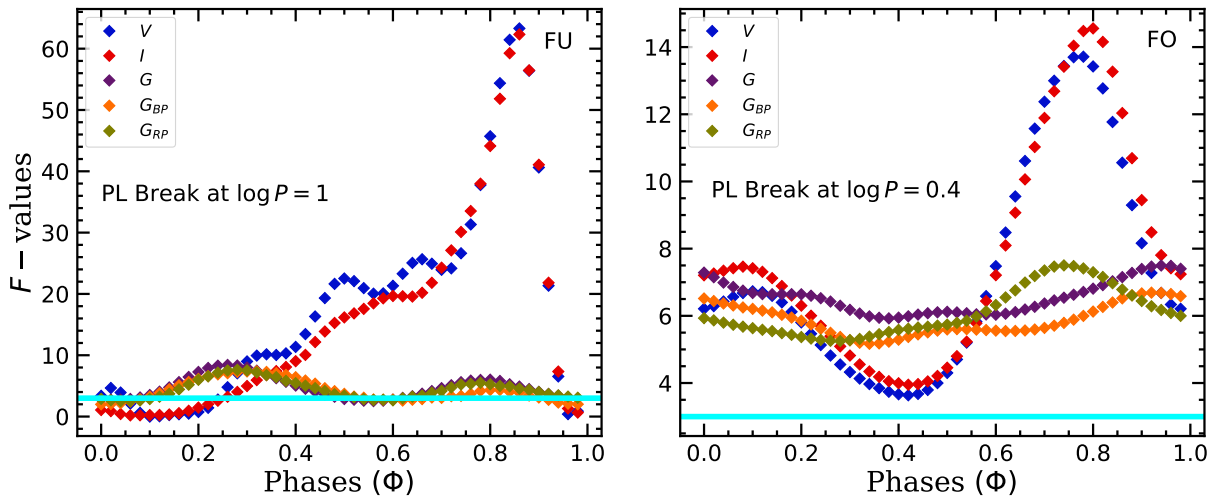 FU
V
I
G
G_BP
G_RP
PL Break at log P = 1
F − values
60
50
40
30
20
10
0
0.0 0.2 0.4 0.6 0.8 1.0
Phases (Φ)
FO
V
I
G
G_BP
G_RP
PL Break at log P = 0.4
14
12
10
8
6
4
0.0 0.2 0.4 0.6 0.8 1.0
Phases (Φ)